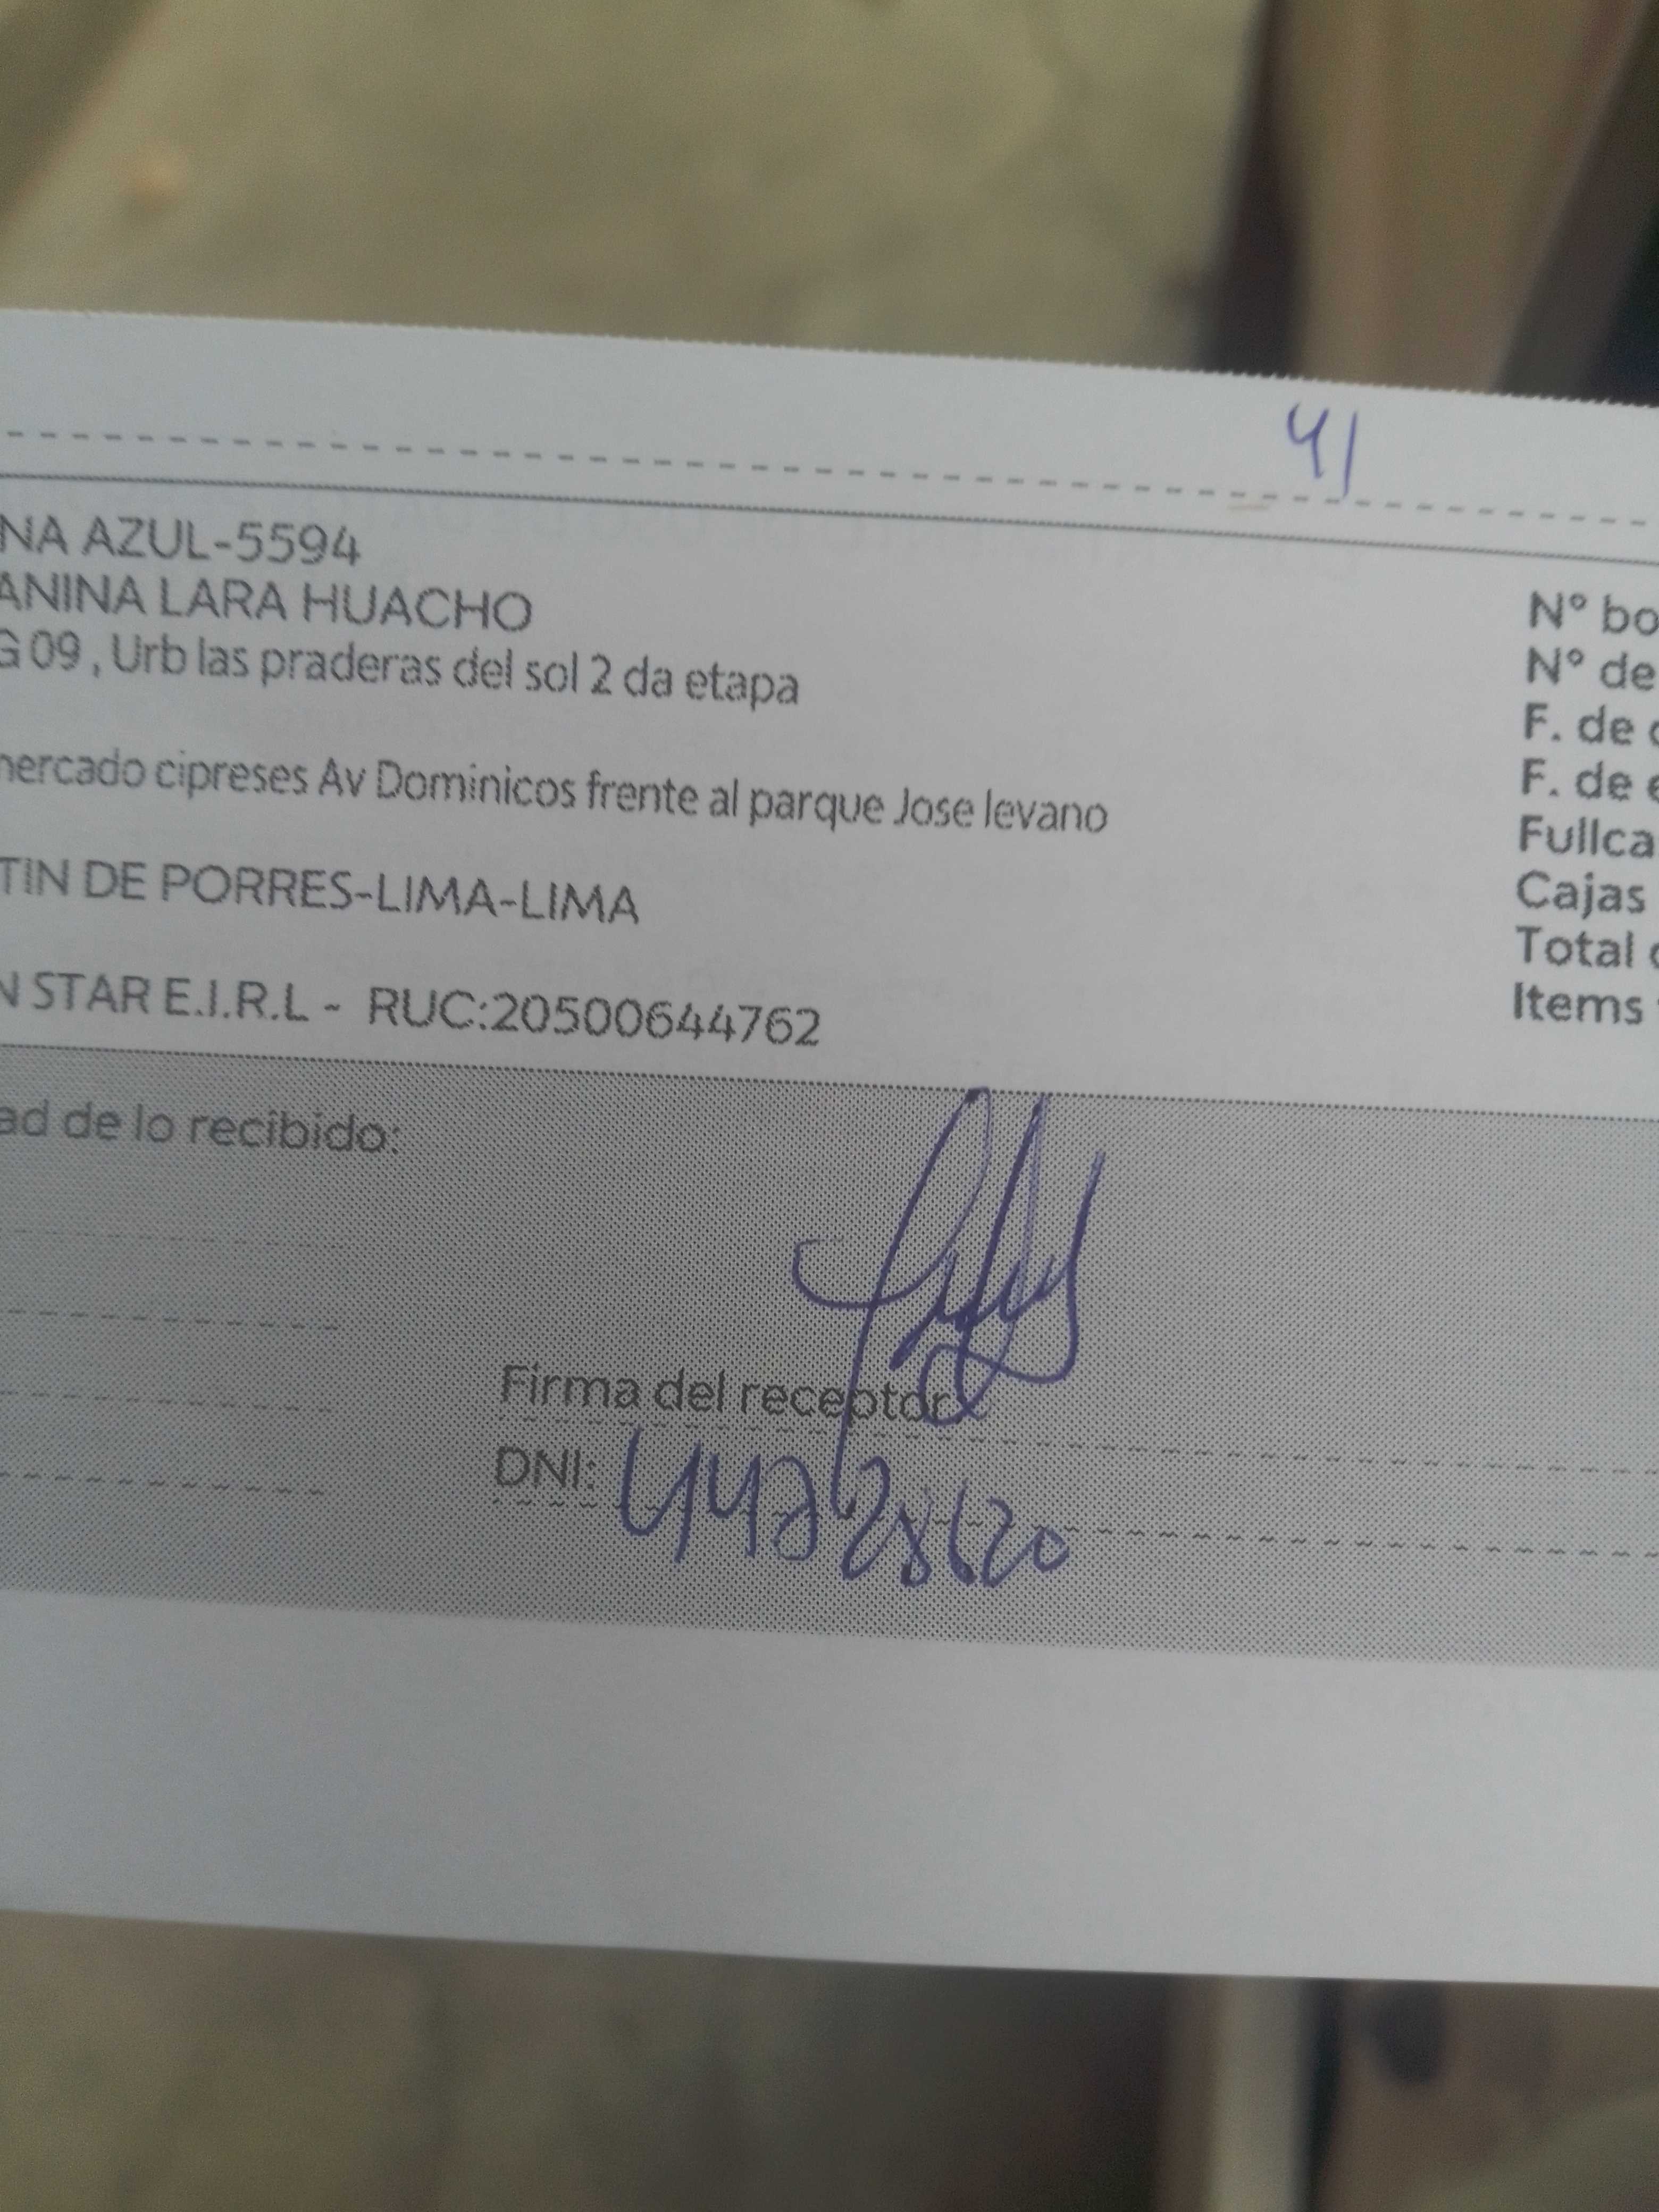 41
NA AZUL-5594
ANINA LARA HUACHO
G 09 , Urb las praderas del sol 2 da etapa
mercado cipreses Av Dominicos frente al parque Jose levano
TIN DE PORRES-LIMA-LIMA
N STAR E.I.R.L - RUC:20500644762
N° bo
N° de
F. de
F. de e
Fullca
Cajas
Total
Items
ad de lo recibido:
Firma del receptor
DNI: